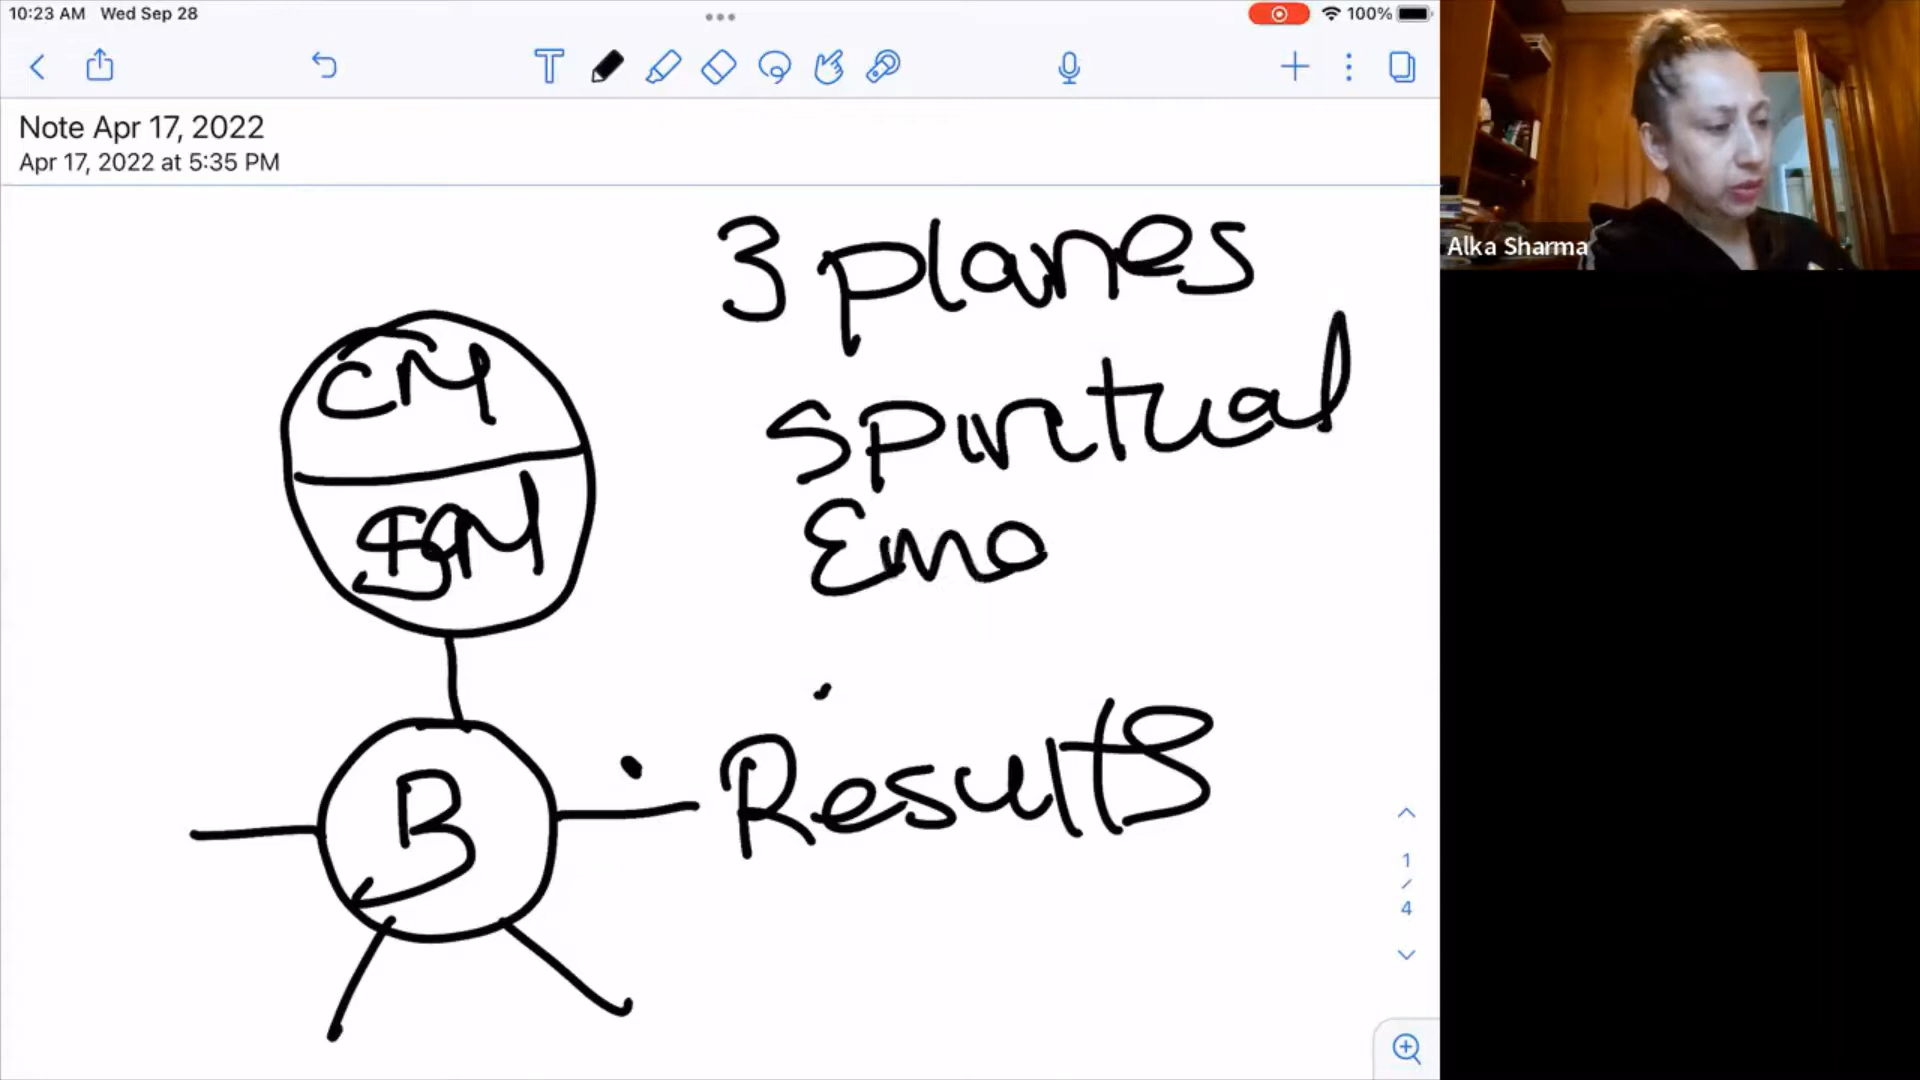 10:23 AM Wed Sep 28
100%
Note Apr 17, 2022
Apr 17, 2022 at 5:35 PM
3 planes
CM
Spiritual
SCM
Emo
Results
B
1
/
4
Alka Sharma